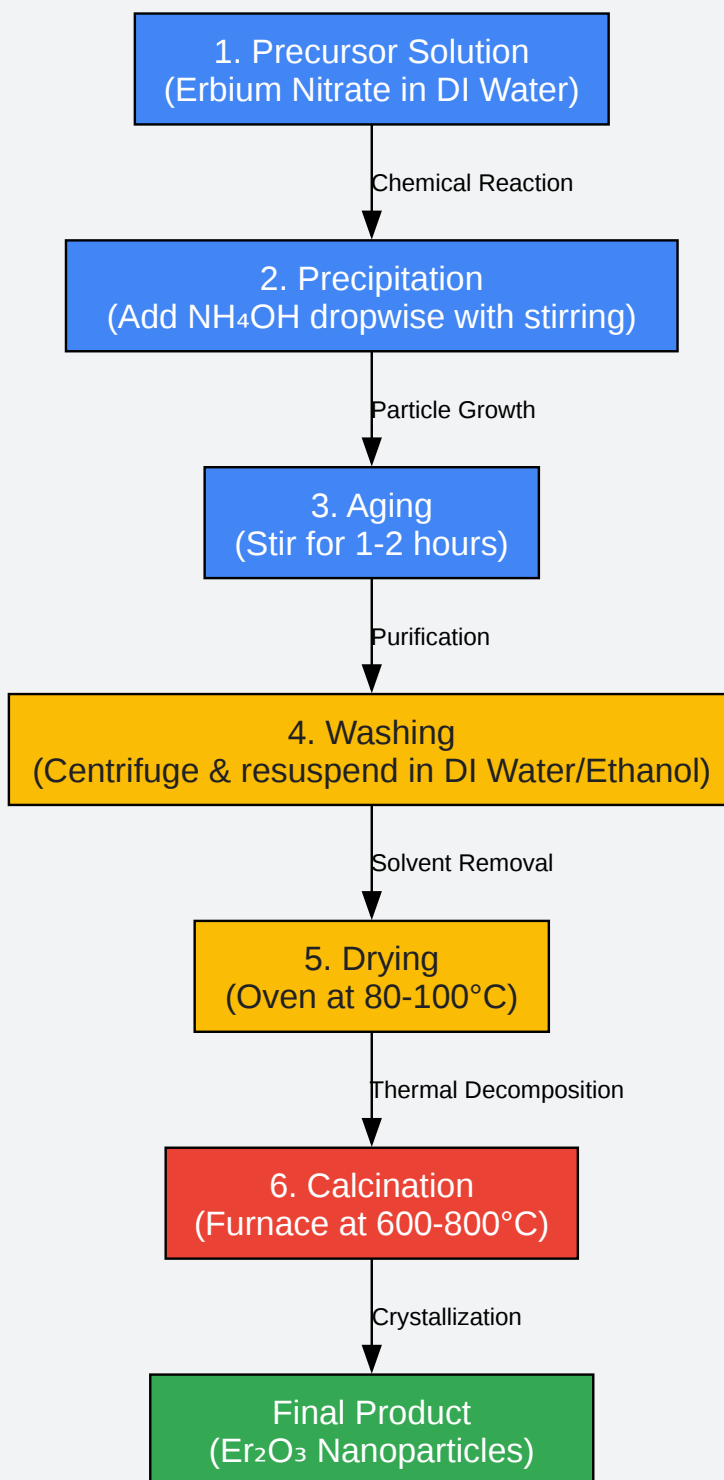 1. Precursor Solution
(Erbium Nitrate in DI Water)
Chemical Reaction
2. Precipitation
(Add NH₄OH dropwise with stirring)
Particle Growth
3. Aging
(Stir for 1-2 hours)
Purification
4. Washing
(Centrifuge & resuspend in DI Water/Ethanol)
Solvent Removal
5. Drying
(Oven at 80-100°C)
Thermal Decomposition
6. Calcination
(Furnace at 600-800°C)
Crystallization
Final Product
(Er₂O₃ Nanoparticles)